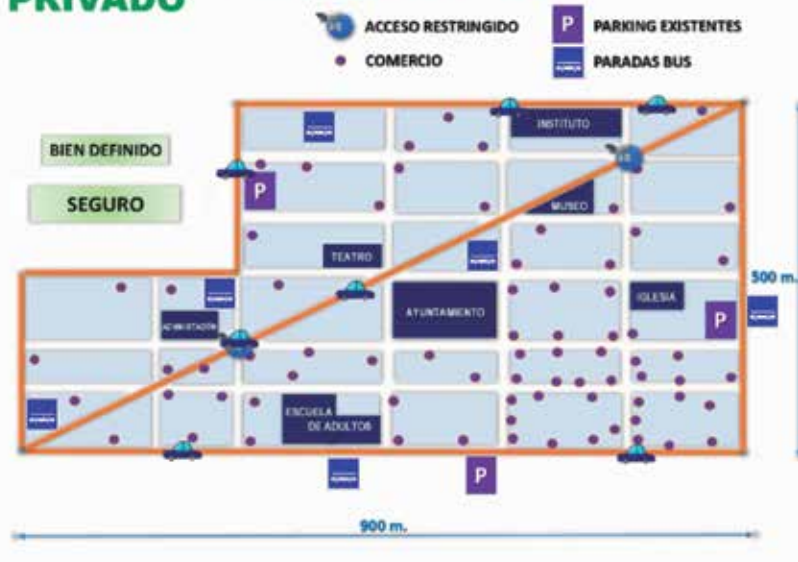 PRIVADO
ACCESO RESTRINGIDO
P
PARKING EXISTENTES
COMERCIO
PARADAS BUS
BIEN DEFINIDO
SEGURO
INSTITUTO
P
MUSEO
TEATRO
AYUNTAMIENTO
IGLESIA
P
500 m.
ESCUELA
DE ADULTOS
P
900 m.